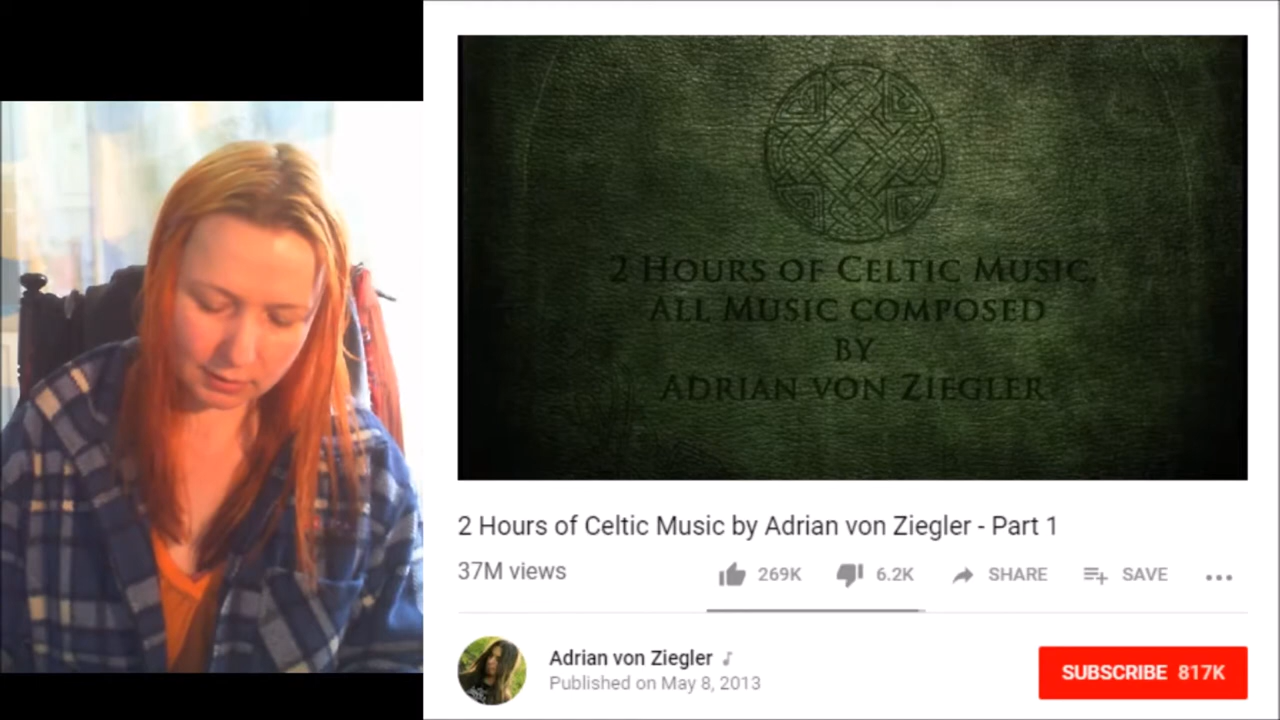 2 HOURS OF CELTIC MUSIC.
ALL MUSIC COMPOSED
BY
ADRIAN VON ZIEGLER
2 Hours of Celtic Music by Adrian von Ziegler - Part 1
37M views 269K 6.2K SHARE SAVE
Adrian von Ziegler
Published on May 8, 2013
SUBSCRIBE 817K